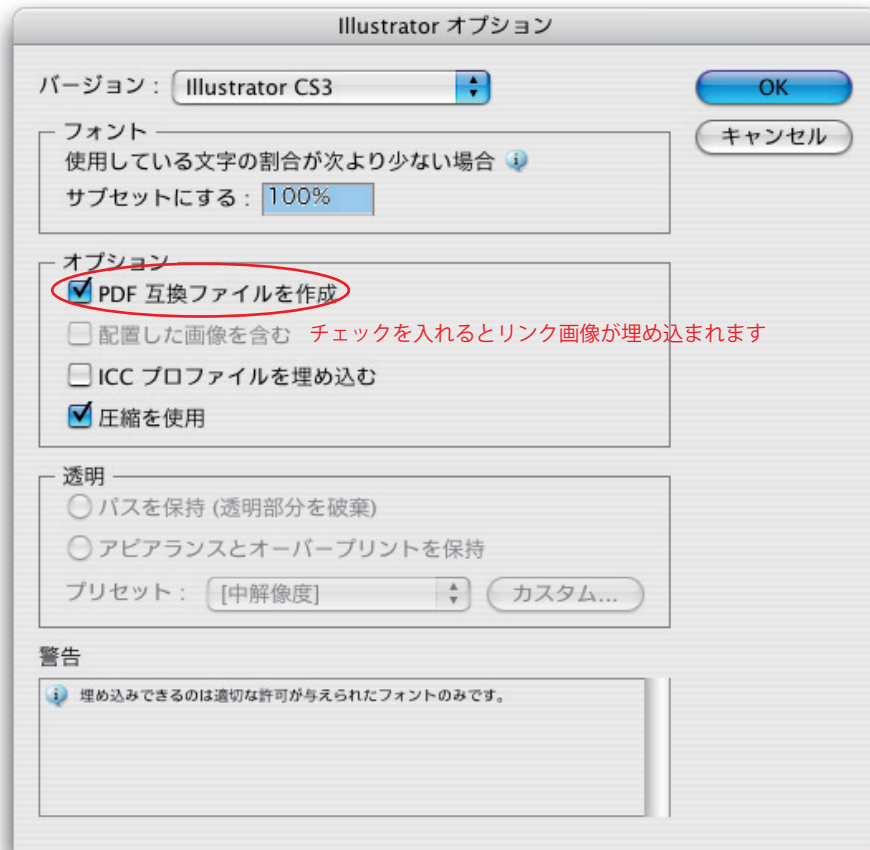 Illustrator オプション
バージョン : Illustrator CS3
OK
キャンセル
フォント
使用している文字の割合が次より少ない場合
サブセットにする : 100%
オプション
PDF 互換ファイルを作成
配置した画像を含む チェックを入れるとリンク画像が埋め込まれます
ICC プロファイルを埋め込む
圧縮を使用
透明
パスを保持 (透明部分を破棄)
アピアランスとオーバープリントを保持
プリセット : [中解像度] カスタム...
警告
埋め込みできるのは適切な許可が与えられたフォントのみです。